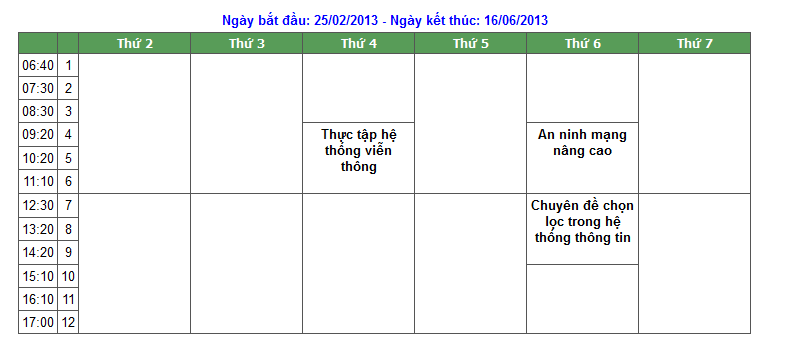 Ngày bắt đầu: 25/02/2013 - Ngày kết thúc: 16/06/2013
Thứ 2 Thứ 3 Thứ 4 Thứ 5 Thứ 6 Thứ 7
06:40 1
07:30 2
08:30 3
09:20 4
10:20 5
11:10 6
Thực tập hệ
thống viễn
thông
An ninh mạng
nâng cao
12:30 7
13:20 8
14:20 9
15:10 10
16:10 11
17:00 12
Chuyên đề chọn
lọc trong hệ
thống thông tin